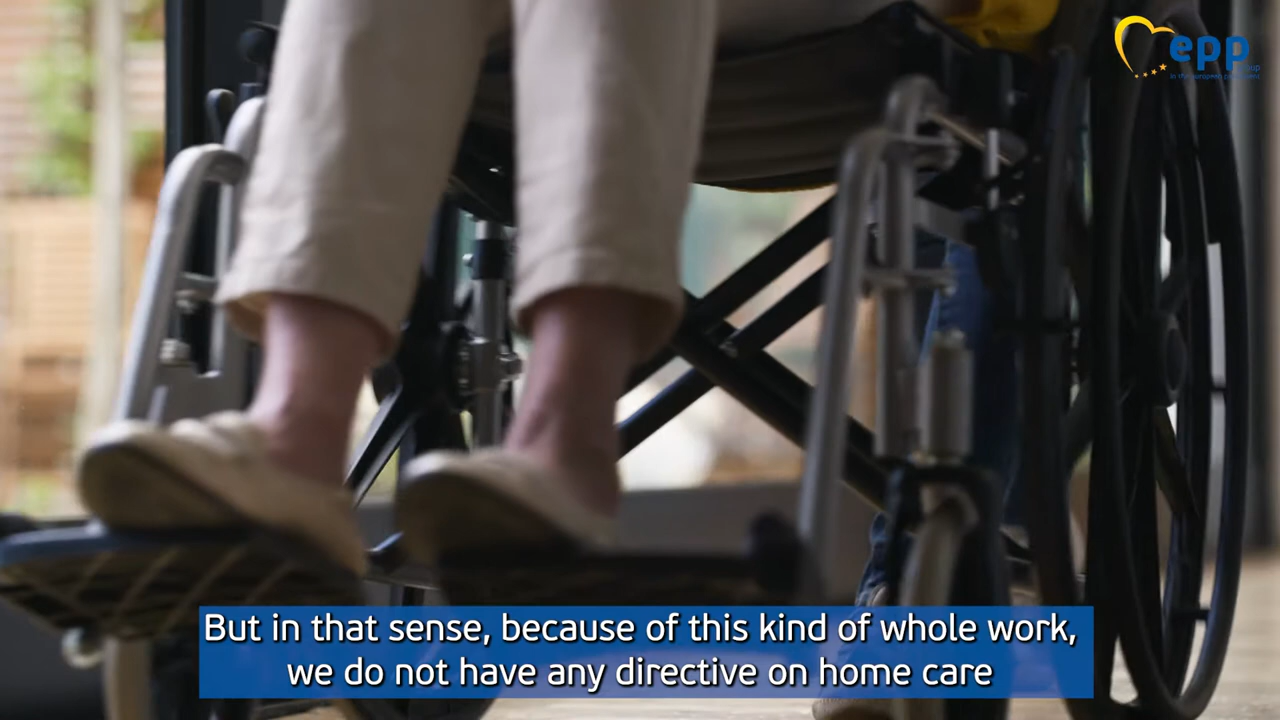 epp
But in that sense, because of this kind of whole work,
we do not have any directive on home care